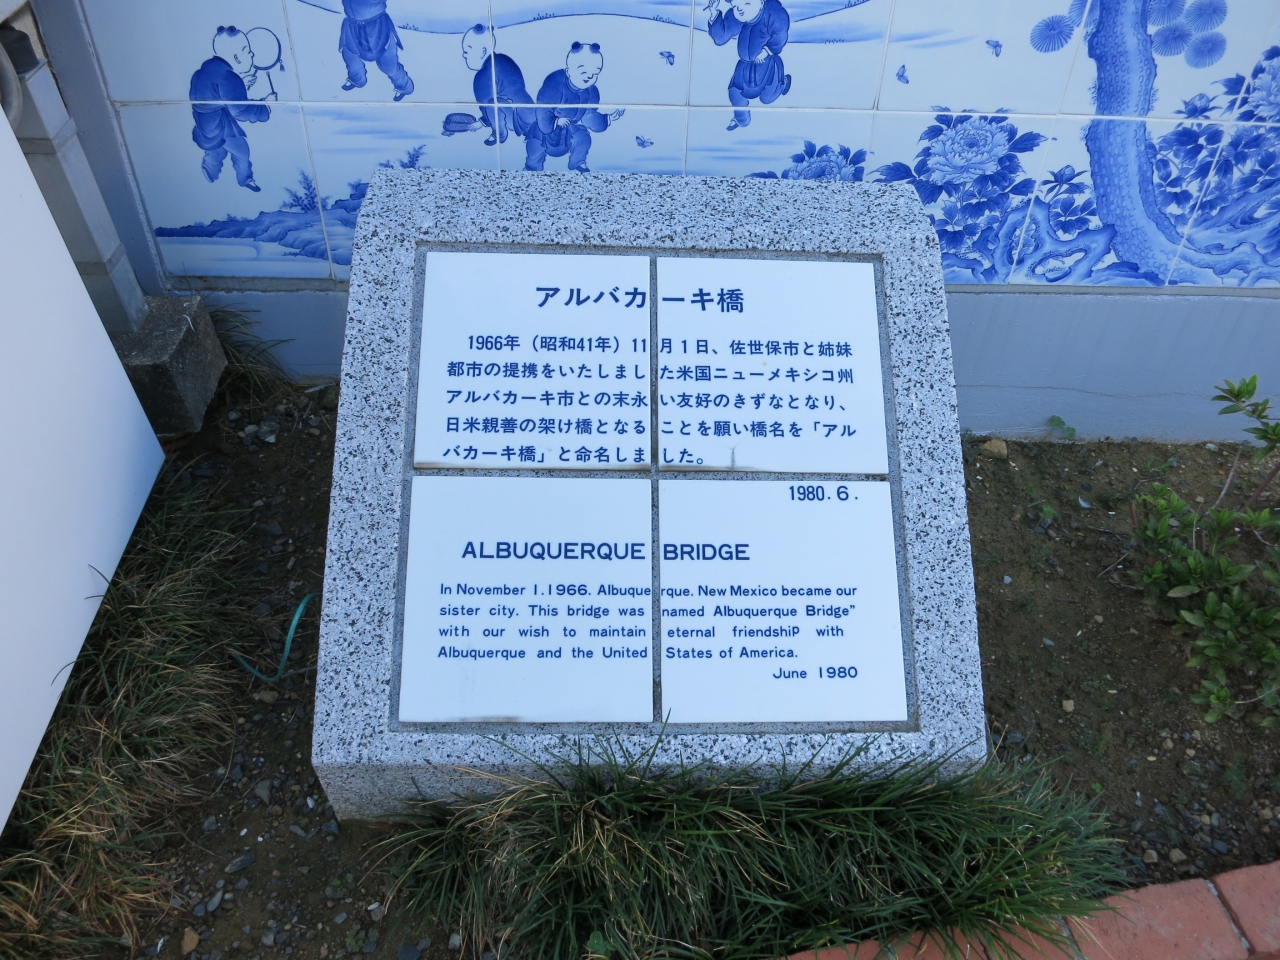 アルバカーキ橋
1966年（昭和41年）11月1日、佐世保市と姉妹
都市の提携をいたしました米国ニューメキシコ州
アルバカーキ市との末永い友好のきずなとなり、
日米親善の架け橋となることを願い橋名を「アル
バカーキ橋」と命名しました。
1980.6.
ALBUQUERQUE BRIDGE
In November 1.1966. Albuquerque. New Mexico became our
sister city. This bridge was named Albuquerque Bridge”
with our wish to maintain eternal friendship with
Albuquerque and the United States of America.
June 1980